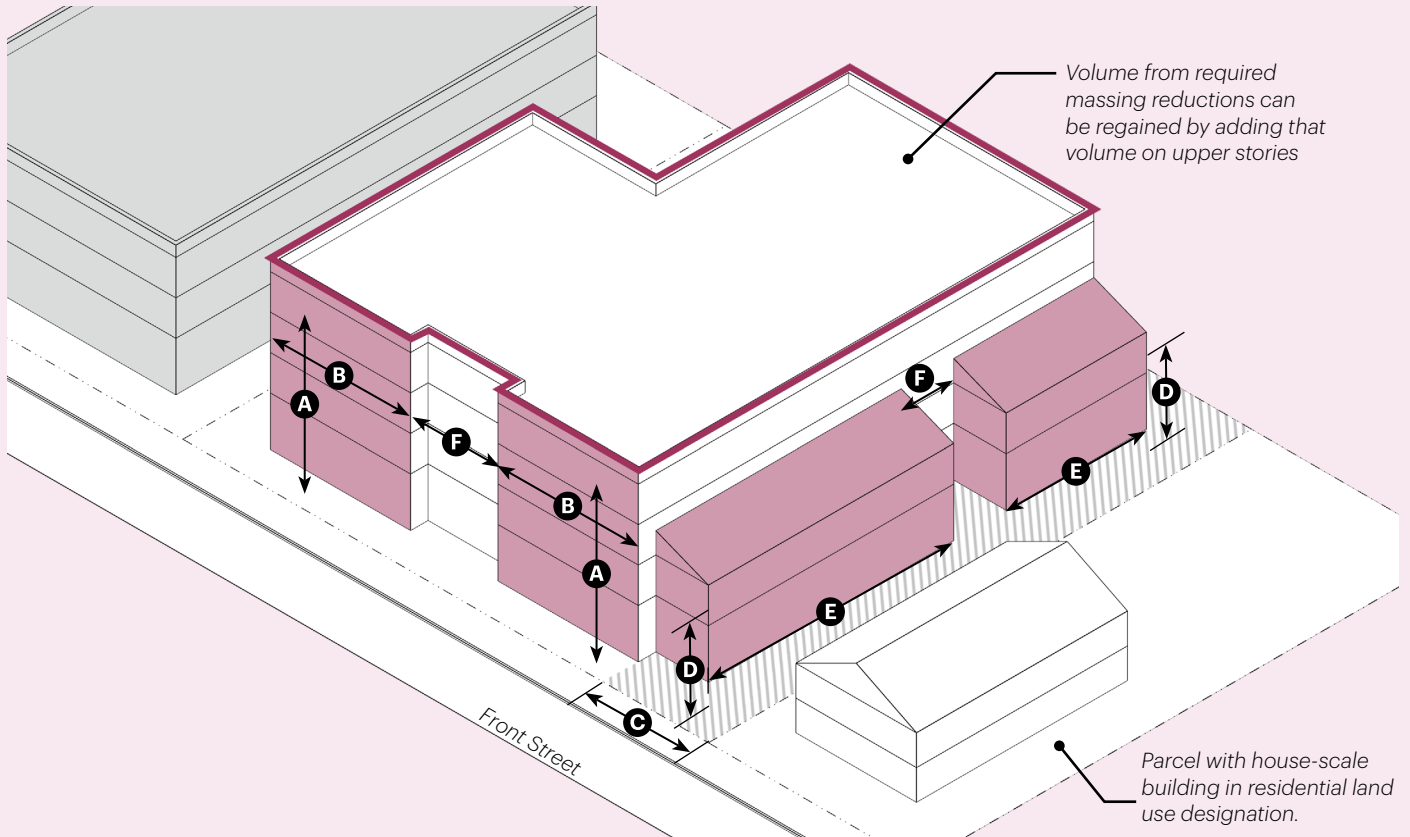 Volume from required
massing reductions can
be regained by adding that
volume on upper stories
F
D
B
A
F
E
B
A
E
D
C
Front Street
Parcel with house-scale
building in residential land
use designation.